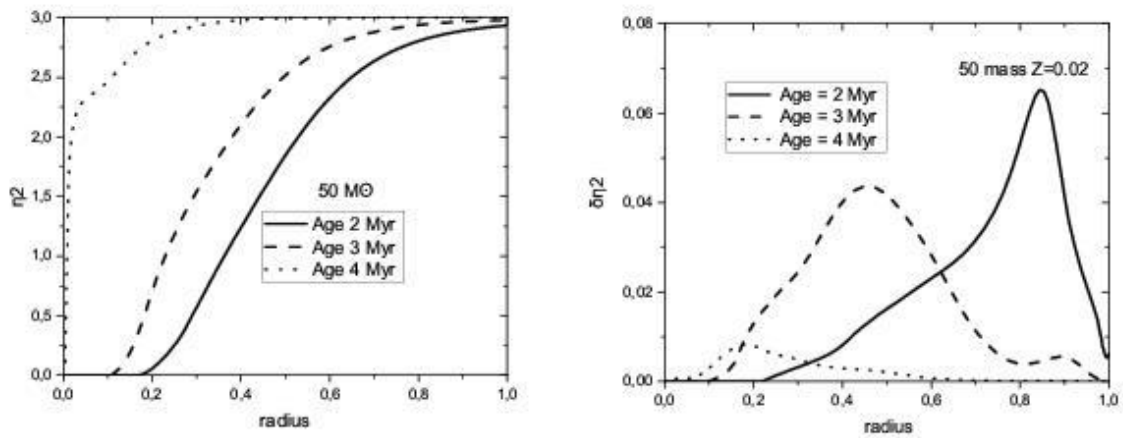 3,0
2,5
2,0
1,5
1,0
0,5
0,0
η2
50 MΘ
Age 2 Myr
Age 3 Myr
Age 4 Myr
0,0 0,2 0,4 0,6 0,8 1,0
radius
0,08
0,06
0,04
0,02
0,00
δη2
50 mass Z=0.02
Age = 2 Myr
Age = 3 Myr
Age = 4 Myr
0,0 0,2 0,4 0,6 0,8 1,0
radius